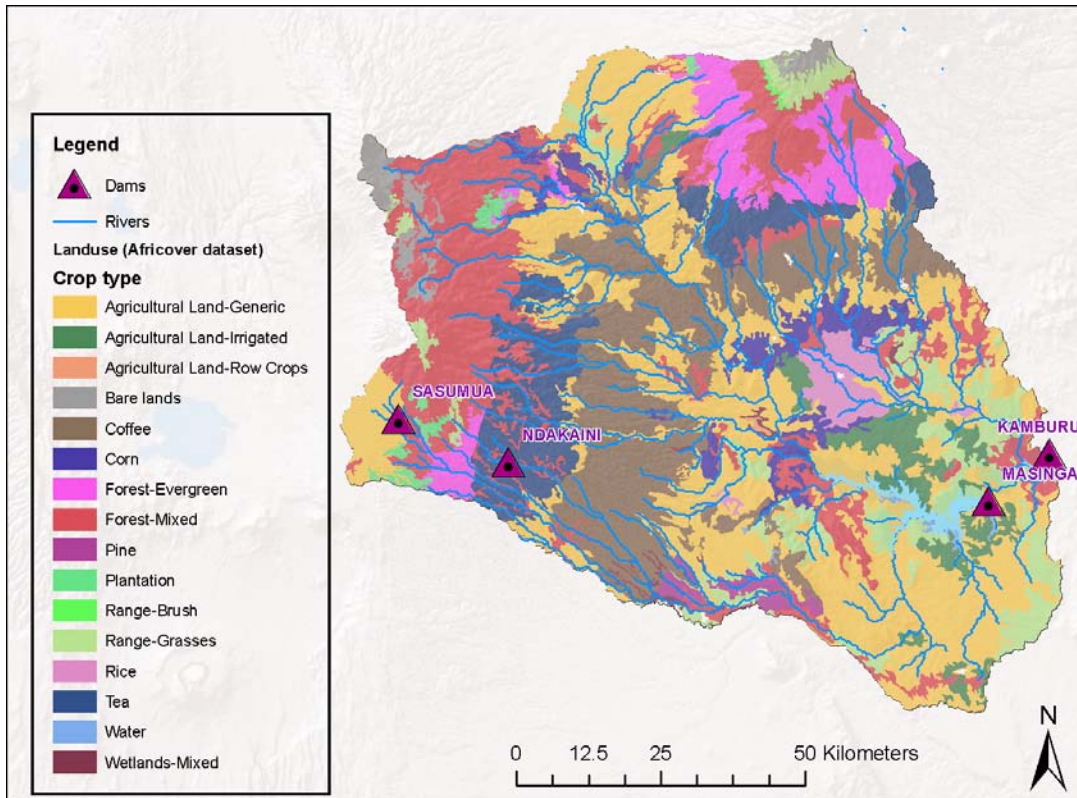 Legend
Dams
Rivers
Landuse (Africover dataset)
Crop type
Agricultural Land-Generic
Agricultural Land-Irrigated
Agricultural Land-Row Crops
Bare lands
Coffee
Corn
Forest-Evergreen
Forest-Mixed
Pine
Plantation
Range-Brush
Range-Grasses
Rice
Tea
Water
Wetlands-Mixed
SASUMUA
NDAKAINI
KAMBURU
MASINGA
0 12.5 25 50 Kilometers
N